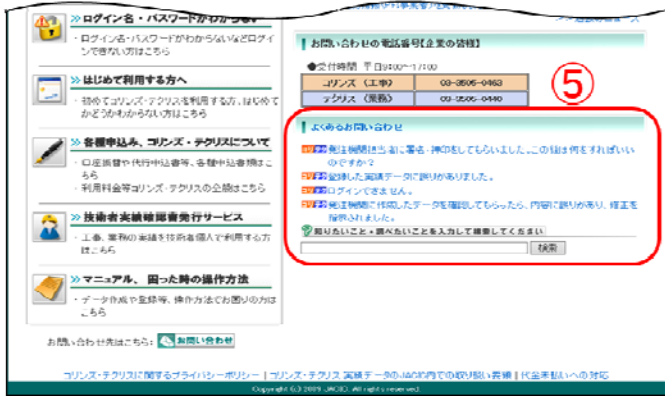 ログイン名・パスワードがわからない
・ログイン名・パスワードがわからないなどログイ
ンできない方はこちら
はじめて利用する方へ
・初めてコリンズ・テクリスを利用する方、はじめて
かどうかわからない方はこちら
各種申込み、コリンズ・テクリスについて
・口座振替や代行申込書等、各種申込書類はこ
ちら
・利用料金等コリンズ・テクリスの全般はこちら
技術者実績確認書発行サービス
・工事、業務の実績を技術者個人で利用する方
はこちら
マニュアル、困った時の操作方法
・データ作成や登録等、操作方法でお困りの方は
こちら
お問い合わせ先はこちら: お問い合わせ
お問い合わせの電話番号【企業の皆様】
●受付時間 平日9:00~17:00
コリンズ(工事) 03-3505-0463
テクリス(業務) 03-3505-0440
⑤
よくあるお問い合わせ
発注機関担当者に署名・押印をしてもらいました。この後は何をすればいい
のですか?
登録した実績データに誤りがありました。
ログインできません。
発注機関に作成したデータを確認してもらったら、内容に誤りがあり、修正を
指示されました。
知りたいこと・調べたいことを入力して検索してください
検索
コリンズ・テクリスに関するプライバシーポリシー | コリンズ・テクリス 実績データのJACIC内での取り扱い要領 | 代金未払いへの対応
Copyright (c) 2009 JACIC. All rights reserved.